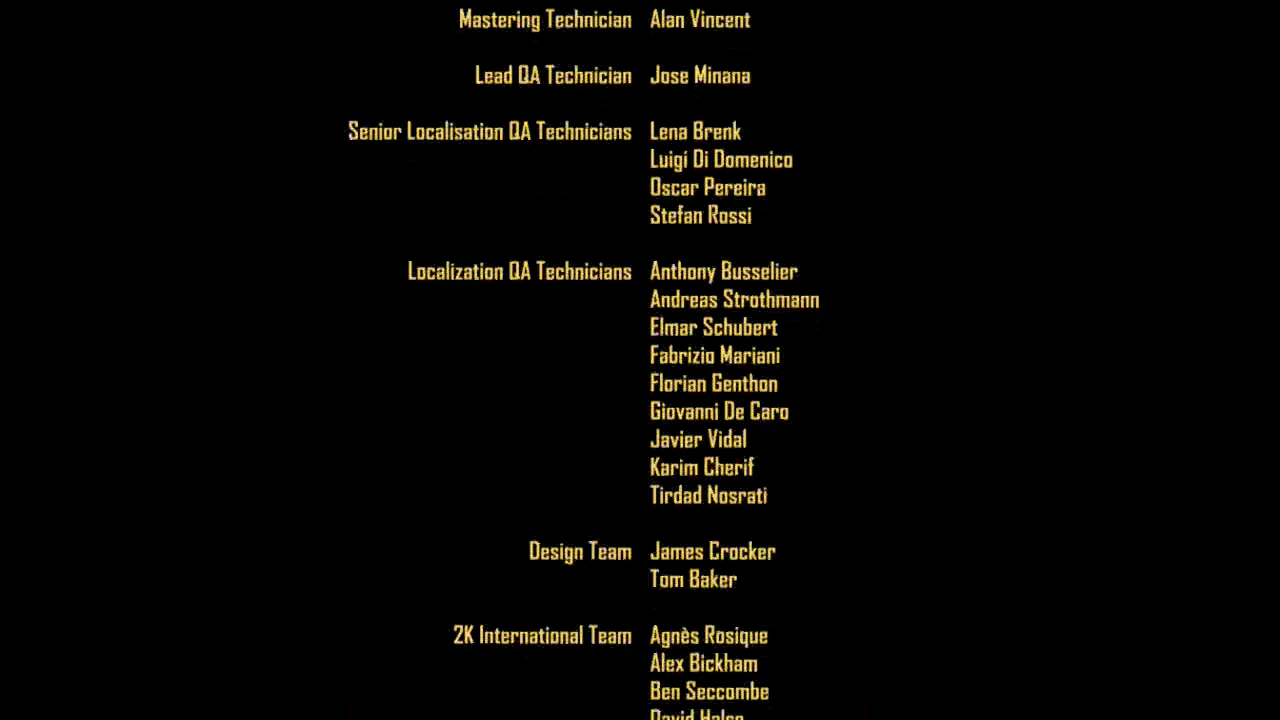 Mastering Technician Alan Vincent
Lead QA Technician Jose Minana
Senior Localisation QA Technicians Lena Brenk
Luigi Di Domenico
Oscar Pereira
Stefan Rossi
Localization QA Technicians Anthony Busselier
Andreas Strothmann
Elmar Schubert
Fabrizio Mariani
Florian Genthon
Giovanni De Caro
Javier Vidal
Karim Cherif
Tirdad Nosrati
Design Team James Crocker
Tom Baker
2K International Team Agnès Rosique
Alex Bickham
Ben Seccombe
David Halse